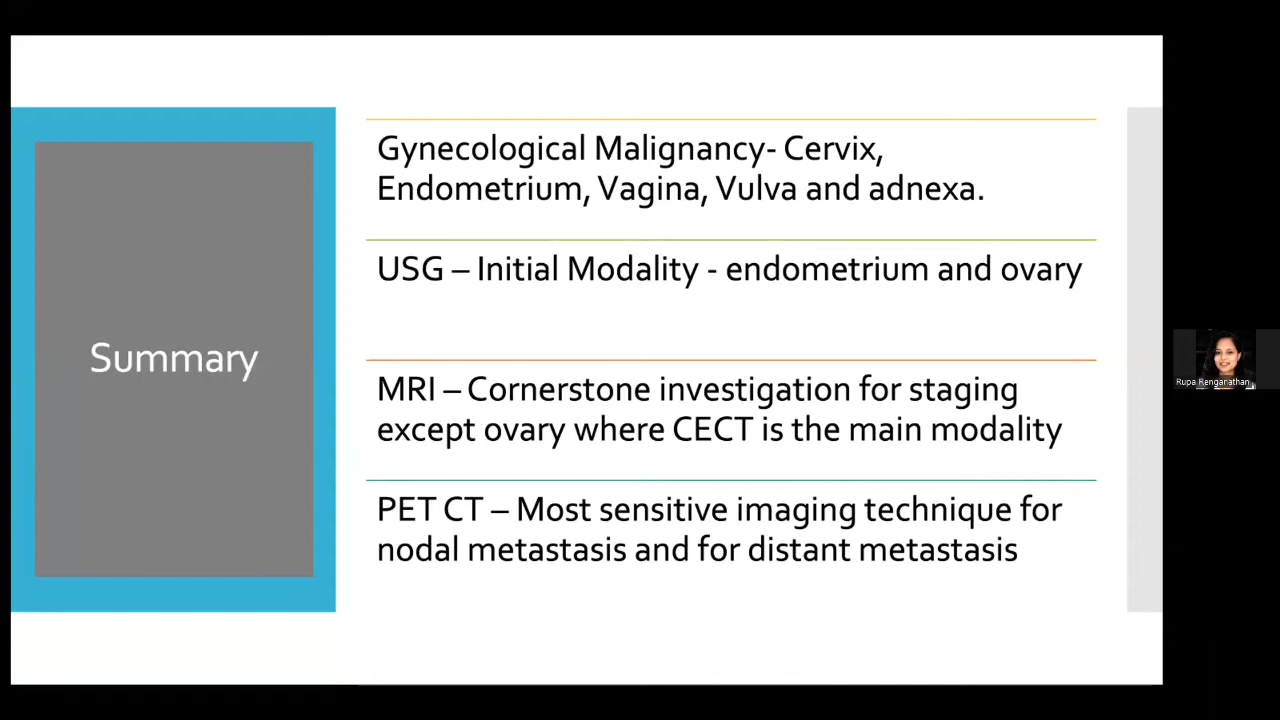 Summary
Gynecological Malignancy- Cervix,
Endometrium, Vagina, Vulva and adnexa.
USG – Initial Modality - endometrium and ovary
MRI – Cornerstone investigation for staging
except ovary where CECT is the main modality
PET CT – Most sensitive imaging technique for
nodal metastasis and for distant metastasis
Rupa Renganathan